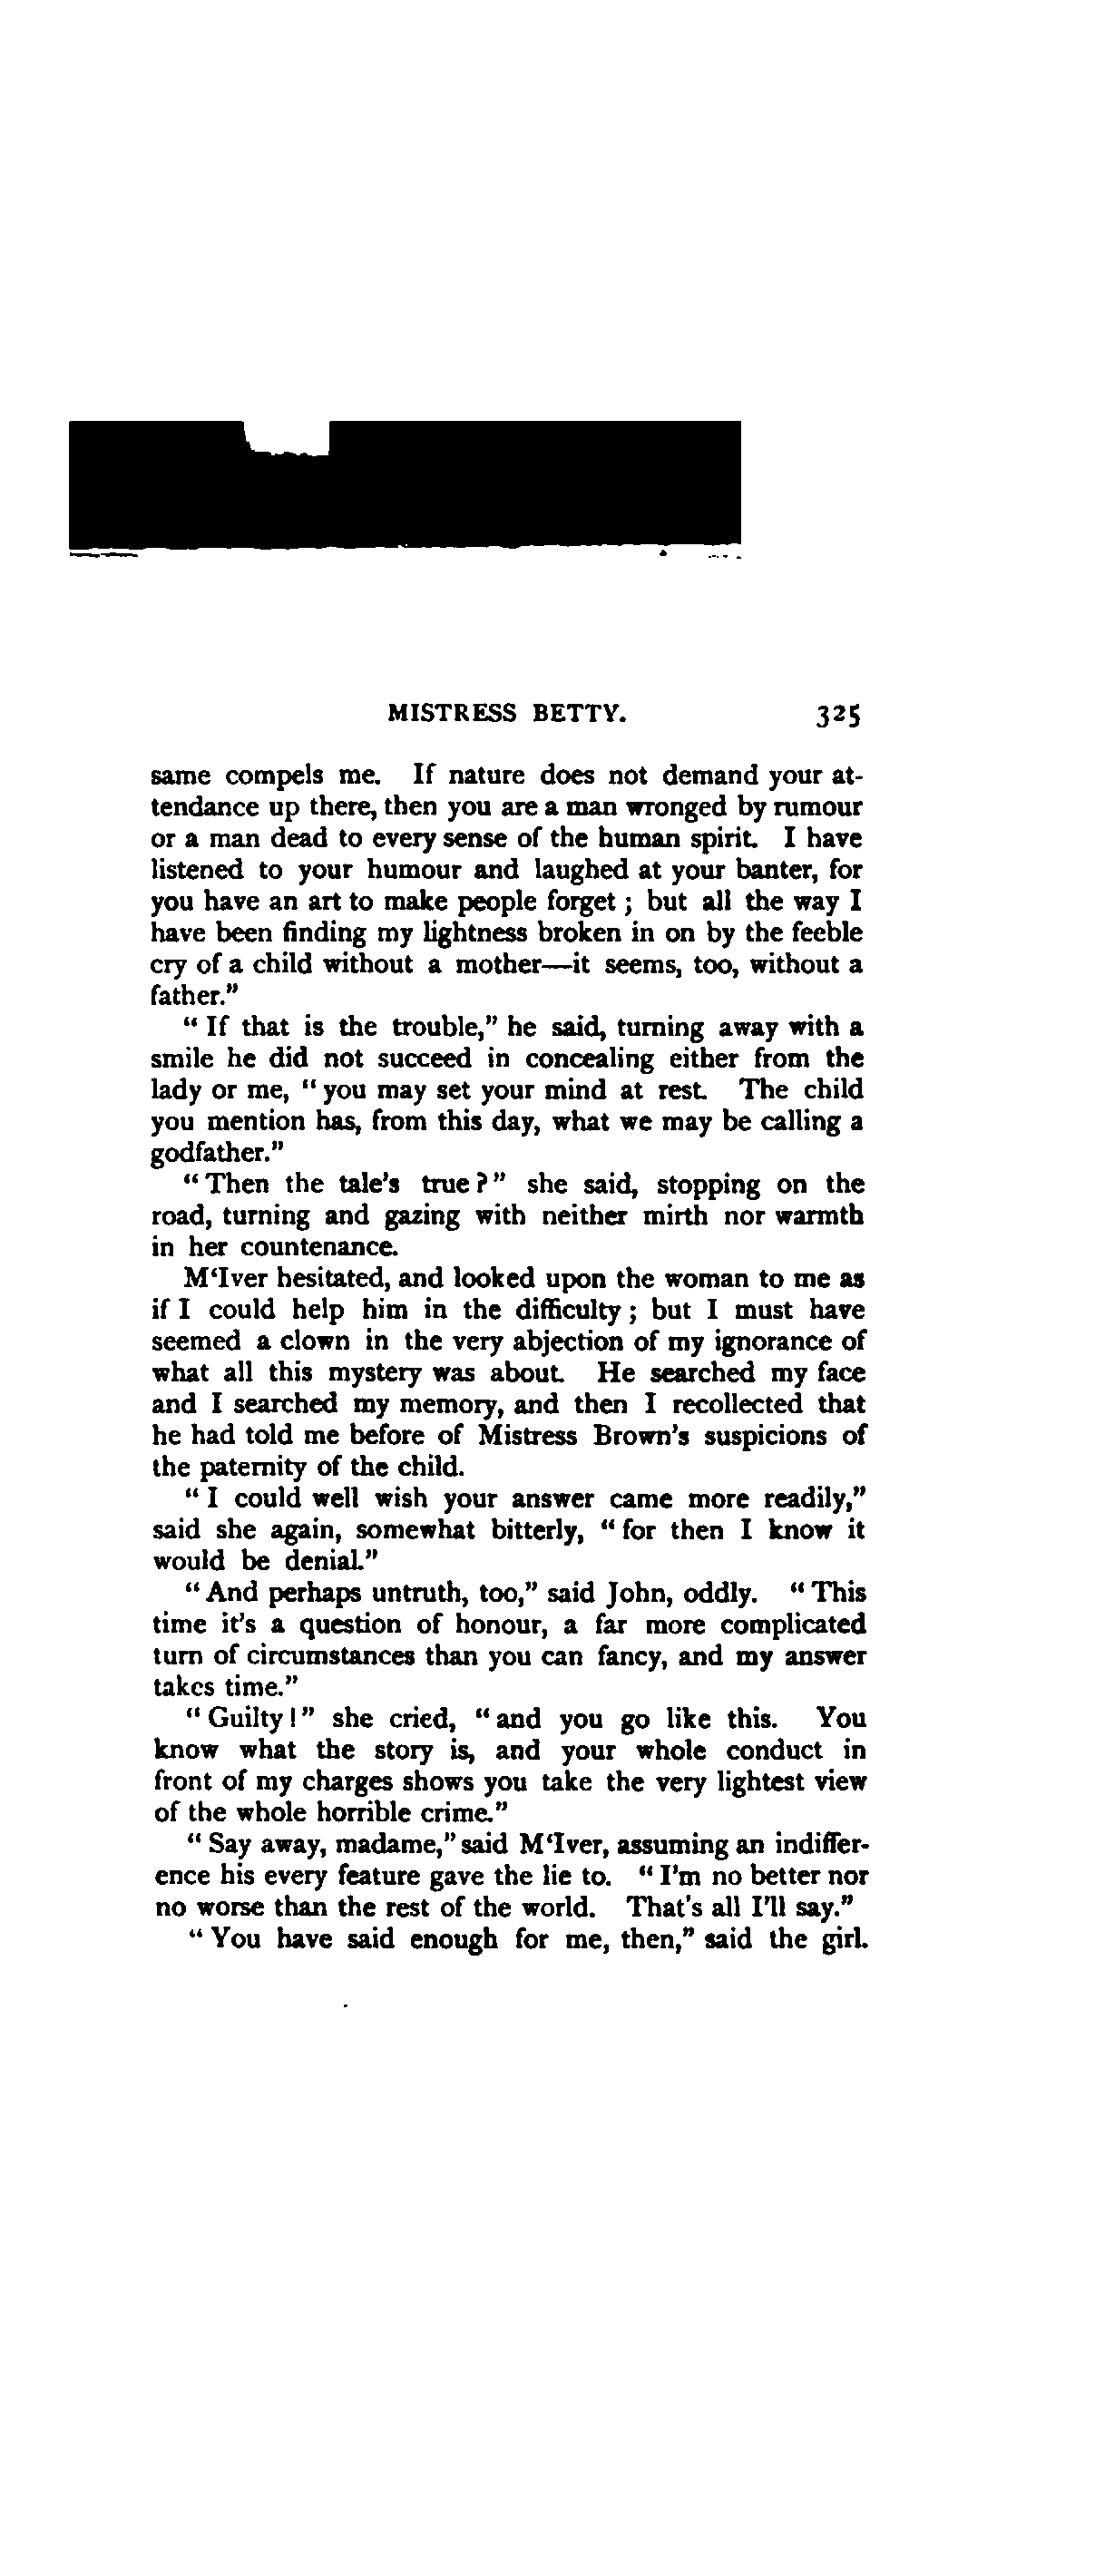 MISTRESS BETTY. 325
same compels me. If nature does not demand your at-
tendance up there, then you are a man wronged by rumour
or a man dead to every sense of the human spirit. I have
listened to your humour and laughed at your banter, for
you have an art to make people forget; but all the way I
have been finding my lightness broken in on by the feeble
cry of a child without a mother—it seems, too, without a
father.”
“If that is the trouble,” he said, turning away with a
smile he did not succeed in concealing either from the
lady or me, “you may set your mind at rest. The child
you mention has, from this day, what we may be calling a
godfather.”
“Then the tale’s true?” she said, stopping on the
road, turning and gazing with neither mirth nor warmth
in her countenance.
M‘Iver hesitated, and looked upon the woman to me as
if I could help him in the difficulty; but I must have
seemed a clown in the very abjection of my ignorance of
what all this mystery was about. He searched my face
and I searched my memory, and then I recollected that
he had told me before of Mistress Brown’s suspicions of
the paternity of the child.
“I could well wish your answer came more readily,”
said she again, somewhat bitterly, “for then I know it
would be denial.”
“And perhaps untruth, too,” said John, oddly. “This
time it’s a question of honour, a far more complicated
turn of circumstances than you can fancy, and my answer
takes time.”
“Guilty!” she cried, “and you go like this. You
know what the story is, and your whole conduct in
front of my charges shows you take the very lightest view
of the whole horrible crime.”
“Say away, madame,” said M‘Iver, assuming an indiffer-
ence his every feature gave the lie to. “I’m no better nor
no worse than the rest of the world. That’s all I’ll say.”
“You have said enough for me, then,” said the girl.